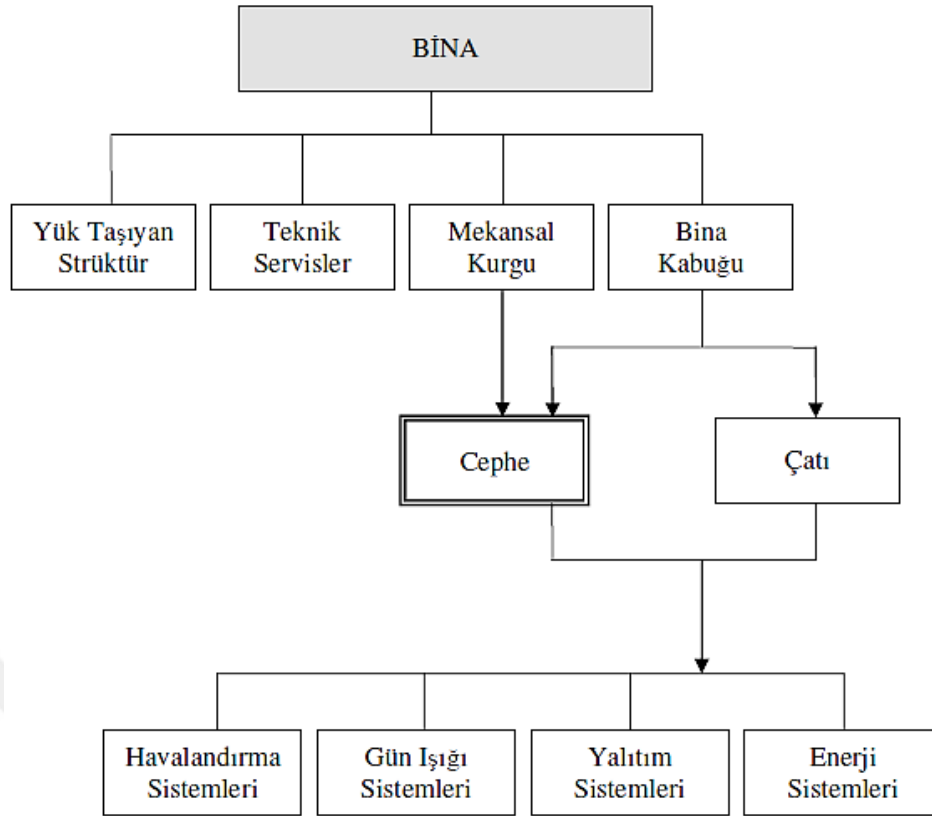 BİNA
Yük Taşıyan
Strüktür
Teknik
Servisler
Mekansal
Kurgu
Bina
Kabuğu
Cephe
Çatı
Havalandırma
Sistemleri
Gün Işığı
Sistemleri
Yalıtım
Sistemleri
Enerji
Sistemleri